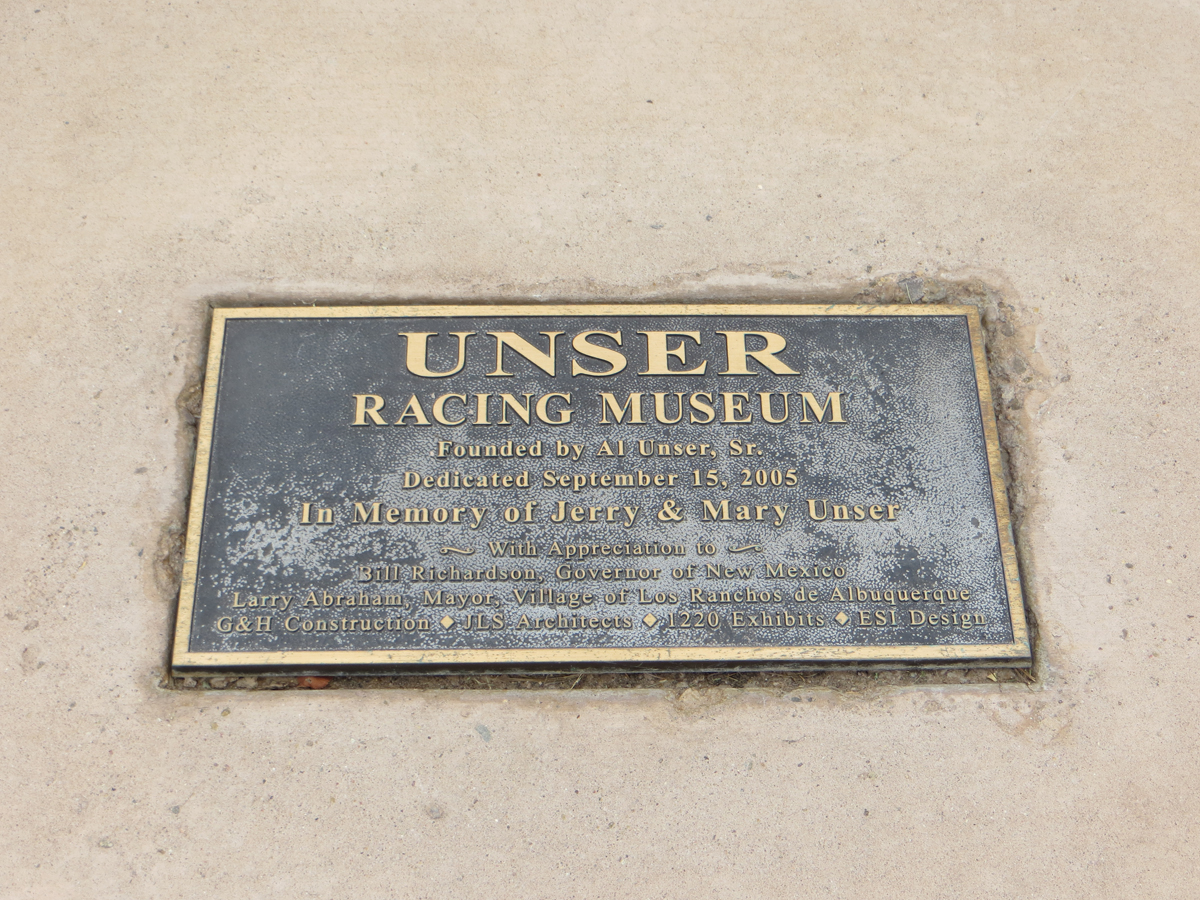 UNSER
RACING MUSEUM
Founded by Al Unser, Sr.
Dedicated September 15, 2005
In Memory of Jerry & Mary Unser
With Appreciation to
Bill Richardson, Governor of New Mexico
Larry Abraham, Mayor, Village of Los Ranchos de Albuquerque
G&H Construction ◆ JLS Architects ◆ 1220 Exhibits ◆ ESI Design